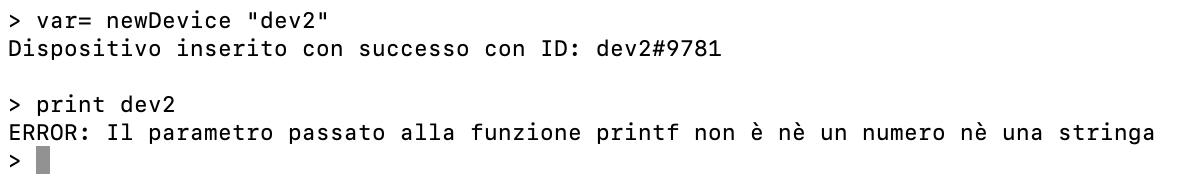 > var= newDevice "dev2"
Dispositivo inserito con successo con ID: dev2#9781
> print dev2
ERROR: Il parametro passato alla funzione printf non è nè un numero nè una stringa
>